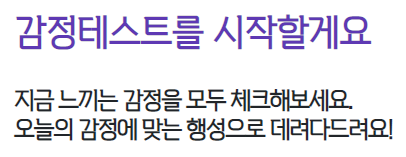 감정테스트를 시작할게요
지금 느끼는 감정을 모두 체크해보세요.
오늘의 감정에 맞는 행성으로 데려다드려요!